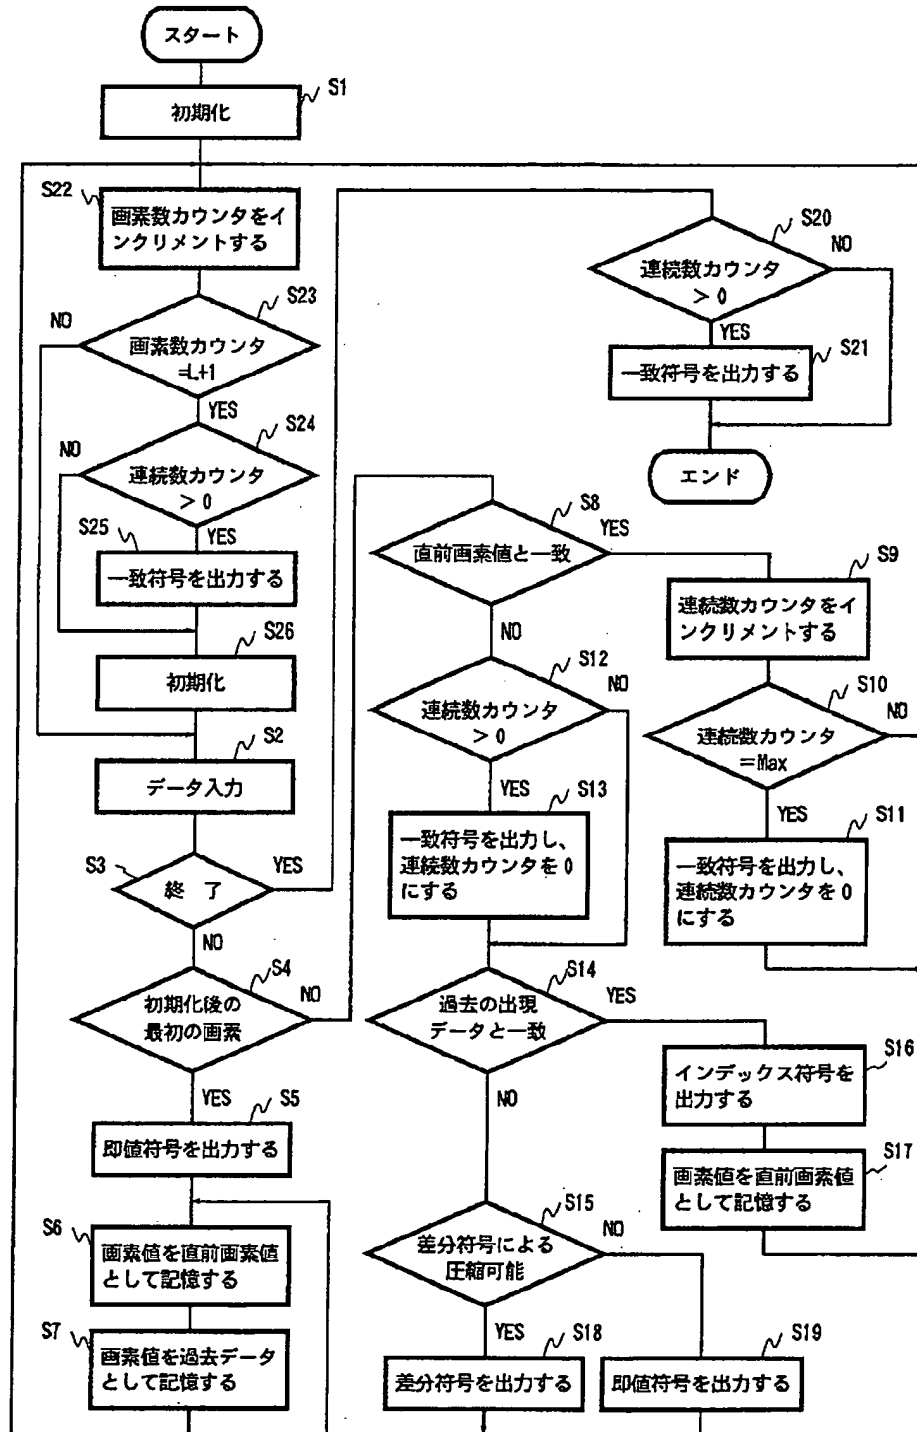 スタート
S1
初期化
S22
画素数カウンタをイ
ンクリメントする
S23
NO
画素数カウンタ
=L+1
YES
S24
NO
連続数カウンタ
> 0
S25
YES
一致符号を出力する
S26
初期化
S2
データ入力
S3
YES
終 了
NO
S4
NO
初期化後の
最初の画素
YES
S5
即値符号を出力する
S6
画素値を直前画素値
として記憶する
S7
画素値を過去データ
として記憶する
S20
NO
連続数カウンタ
> 0
YES
S21
一致符号を出力する
エンド
S8
YES
直前画素値と一致
NO
S9
連続数カウンタをイ
ンクリメントする
S10
NO
連続数カウンタ
=Max
YES
S11
一致符号を出力し、
連続数カウンタを0
にする
S12
NO
連続数カウンタ
> 0
YES
S13
一致符号を出力し、
連続数カウンタを0
にする
S14
YES
過去の出現
データと一致
NO
S16
インデックス符号を
出力する
S17
画素値を直前画素値
として記憶する
S15
NO
差分符号による
圧縮可能
YES
S18
差分符号を出力する
S19
即値符号を出力する